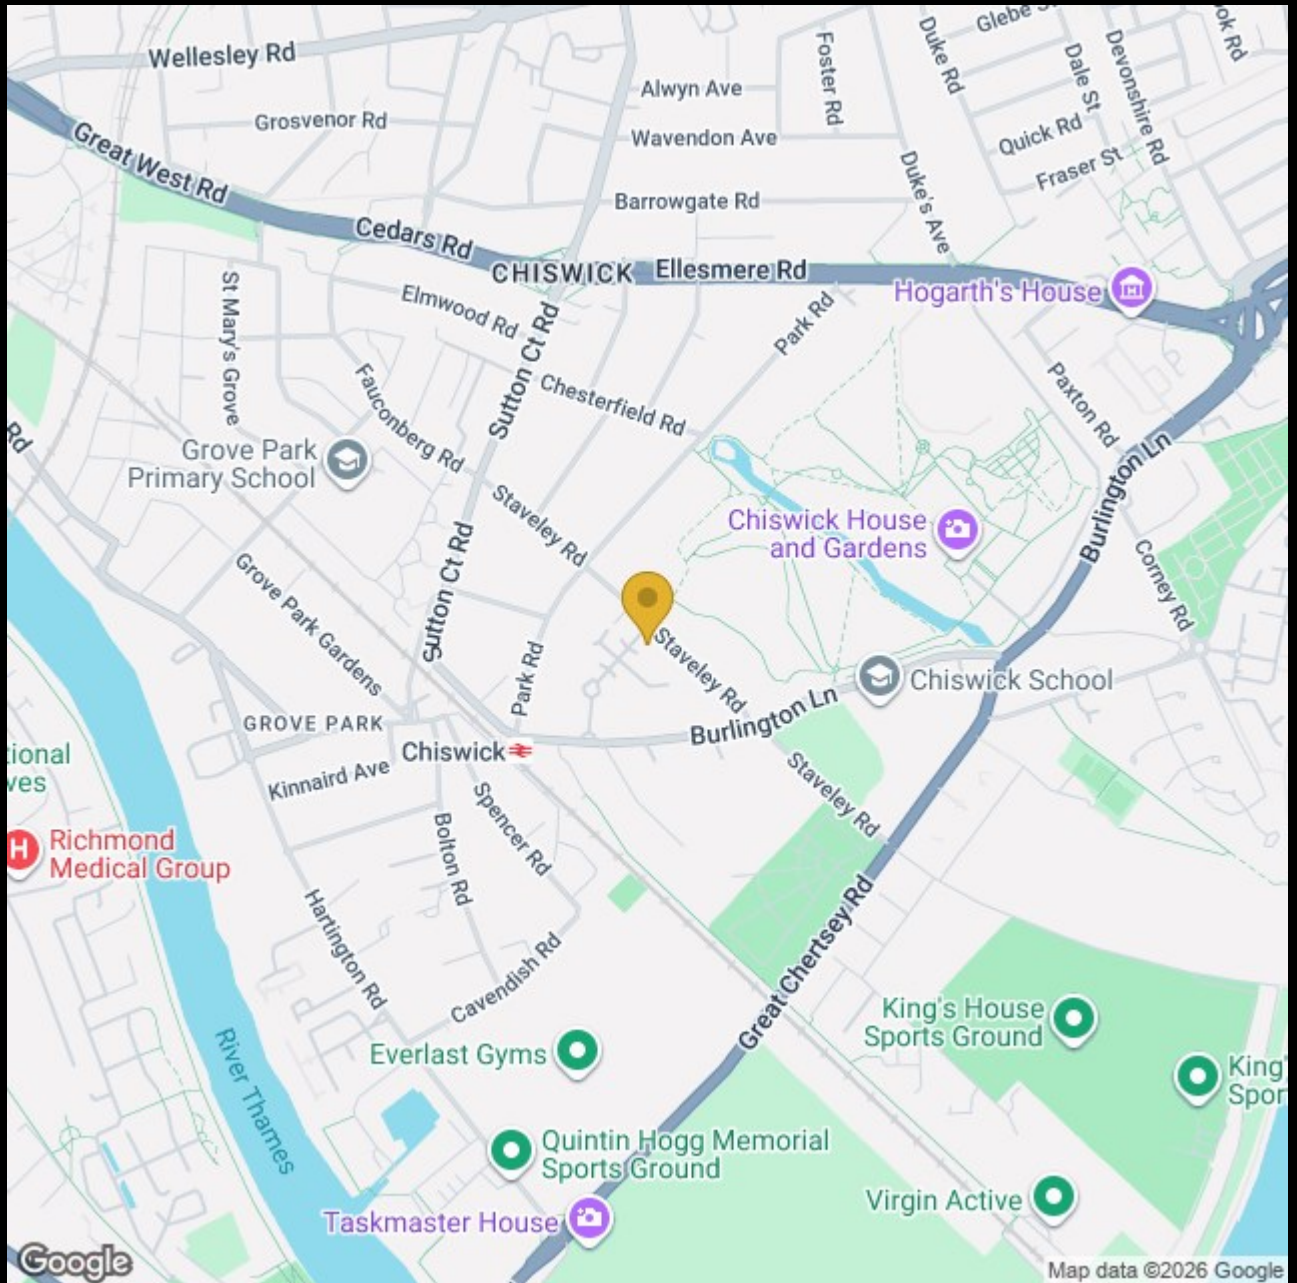 Wellesley Rd
Great West Rd
Grosvenor Rd
Alwyn Ave
Wavendon Ave
Barrowgate Rd
Foster Rd
Duke Rd
Glebe
Dale St
Devonshire Rd
Quick Rd
Fraser St
Duke's Ave
Cedars Rd
CHISWICK
Ellesmere Rd
Hogarth's House
Elmwood Rd
St Mary's Grove
Sutton Ct Rd
Park Rd
Fauconberg Rd
Chesterfield Rd
Paxton Rd
Rd
Grove Park
Primary School
Burlington Ln
Staveley Rd
Chiswick House
and Gardens
Sutton Ct Rd
Corney Rd
Grove Park Gardens
Park Rd
Staveley Rd
Chiswick School
GROVE PARK
Burlington Ln
Chiswick
Kinnaird Ave
Staveley Rd
Spencer Rd
Bolton Rd
Richmond
Medical Group
Hartington Rd
Cavendish Rd
Great Chertsey Rd
King's House
Sports Ground
Everlast Gyms
River Thames
Quintin Hogg Memorial
Sports Ground
Virgin Active
Taskmaster House
Google
Map data ©2026 Google